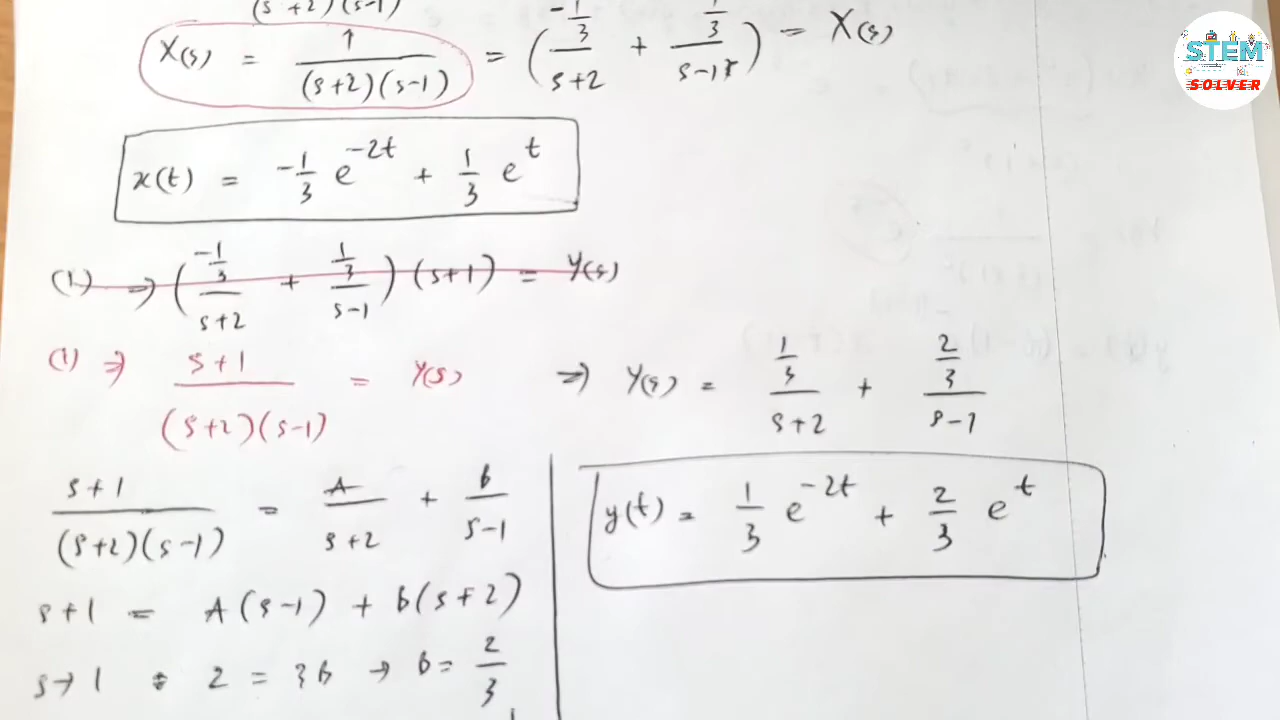 (s+2)(s-1)
X(s) = 1/((s+2)(s-1)) = ((-1/3)/(s+2) + (1/3)/(s-1)) = X(s)
STEM
SOLVER
x(t) = -1/3 e^(-2t) + 1/3 e^t
(1) ⇒ ((-1/3)/(s+2) + (1/3)/(s-1)) (s+1) = Y(s)
(1) ⇒ (s+1)/((s+2)(s-1)) = Y(s) ⇒ Y(s) = (1/3)/(s+2) + (2/3)/(s-1)
(s+1)/((s+2)(s-1)) = A/(s+2) + B/(s-1)
y(t) = 1/3 e^(-2t) + 2/3 e^t
s+1 = A(s-1) + B(s+2)
s→1 : 2 = 3B → B = 2/3